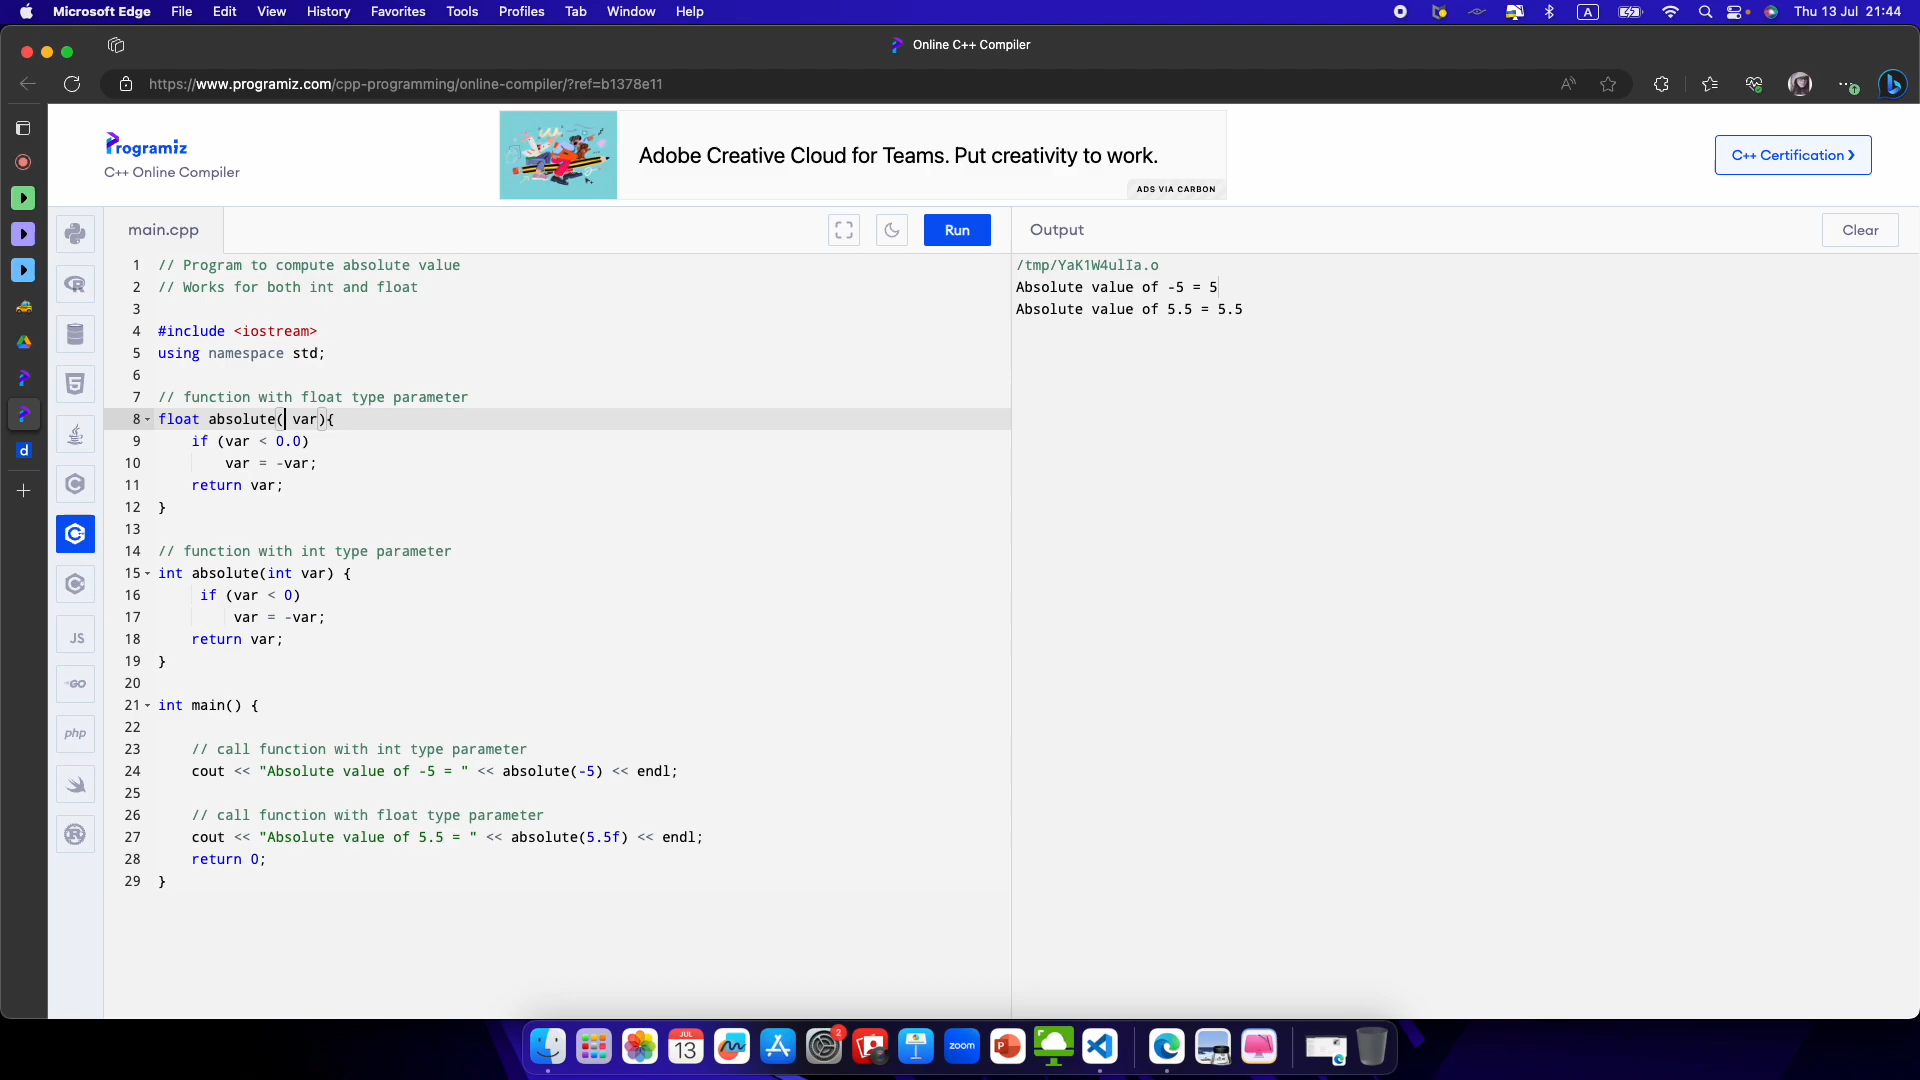 Microsoft Edge File Edit View History Favorites Tools Profiles Tab Window Help A Thu 13 Jul 21:44
Online C++ Compiler
https://www.programiz.com/cpp-programming/online-compiler/?ref=b1378e11
Programiz
C++ Online Compiler
Adobe Creative Cloud for Teams. Put creativity to work.
ADS VIA CARBON
C++ Certification >
main.cpp
Run
Output
Clear
1 // Program to compute absolute value
2 // Works for both int and float
3
4 #include <iostream>
5 using namespace std;
6
7 // function with float type parameter
8 float absolute( var){
9 if (var < 0.0)
10 var = -var;
11 return var;
12 }
13
14 // function with int type parameter
15 int absolute(int var) {
16 if (var < 0)
17 var = -var;
18 return var;
19 }
20
21 int main() {
22
23 // call function with int type parameter
24 cout << "Absolute value of -5 = " << absolute(-5) << endl;
25
26 // call function with float type parameter
27 cout << "Absolute value of 5.5 = " << absolute(5.5f) << endl;
28 return 0;
29 }
/tmp/YaK1W4ulIa.o
Absolute value of -5 = 5
Absolute value of 5.5 = 5.5
d
JS
GO
php
JUL
13
2
zoom
P